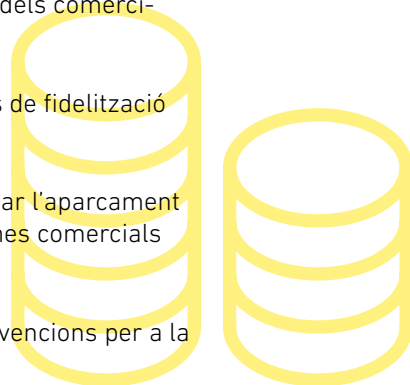 dels comerci-
s de fidelització
ar l'aparcament
nes comercials
vencions per a la